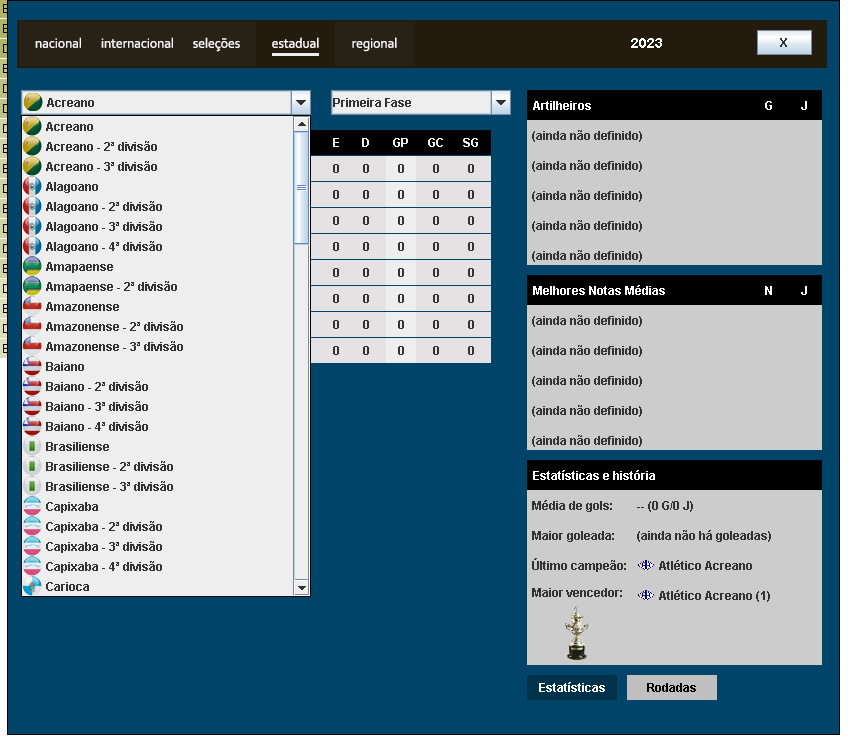 nacional internacional seleções estadual regional 2023 X
Acreano
Primeira Fase
Acreano
Acreano - 2ª divisão
Acreano - 3ª divisão
Alagoano
Alagoano - 2ª divisão
Alagoano - 3ª divisão
Alagoano - 4ª divisão
Amapaense
Amapaense - 2ª divisão
Amazonense
Amazonense - 2ª divisão
Amazonense - 3ª divisão
Baiano
Baiano - 2ª divisão
Baiano - 3ª divisão
Baiano - 4ª divisão
Brasiliense
Brasiliense - 2ª divisão
Brasiliense - 3ª divisão
Capixaba
Capixaba - 2ª divisão
Capixaba - 3ª divisão
Capixaba - 4ª divisão
Carioca
E D GP GC SG
0 0 0 0 0
0 0 0 0 0
0 0 0 0 0
0 0 0 0 0
0 0 0 0 0
0 0 0 0 0
0 0 0 0 0
0 0 0 0 0
Artilheiros G J
(ainda não definido)
(ainda não definido)
(ainda não definido)
(ainda não definido)
(ainda não definido)
Melhores Notas Médias N J
(ainda não definido)
(ainda não definido)
(ainda não definido)
(ainda não definido)
(ainda não definido)
Estatísticas e história
Média de gols: -- (0 G/0 J)
Maior goleada: (ainda não há goleadas)
Último campeão: Atlético Acreano
Maior vencedor: Atlético Acreano (1)
Estatísticas Rodadas